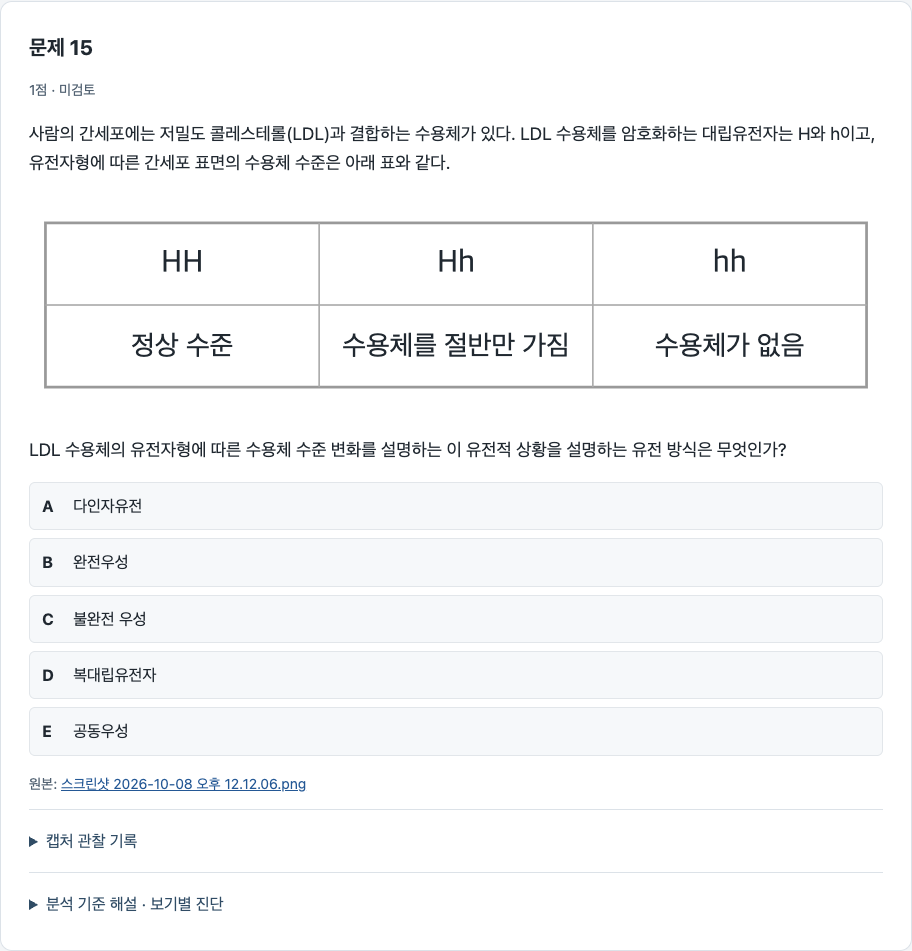 문제 15
1점 · 미검토
사람의 간세포에는 저밀도 콜레스테롤(LDL)과 결합하는 수용체가 있다. LDL 수용체를 암호화하는 대립유전자는 H와 h이고,
유전자형에 따른 간세포 표면의 수용체 수준은 아래 표와 같다.
HH Hh hh
정상 수준 수용체를 절반만 가짐 수용체가 없음
LDL 수용체의 유전자형에 따른 수용체 수준 변화를 설명하는 이 유전적 상황을 설명하는 유전 방식은 무엇인가?
A 다인자유전
B 완전우성
C 불완전 우성
D 복대립유전자
E 공동우성
원본: 스크린샷 2026-10-08 오후 12.12.06.png
▶ 캡처 관찰 기록
▶ 분석 기준 해설 · 보기별 진단